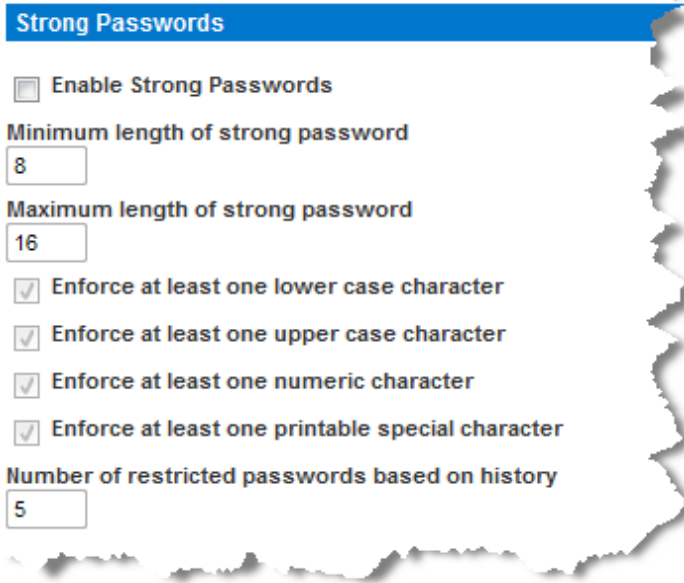 Strong Passwords
Enable Strong Passwords
Minimum length of strong password
8
Maximum length of strong password
16
Enforce at least one lower case character
Enforce at least one upper case character
Enforce at least one numeric character
Enforce at least one printable special character
Number of restricted passwords based on history
5